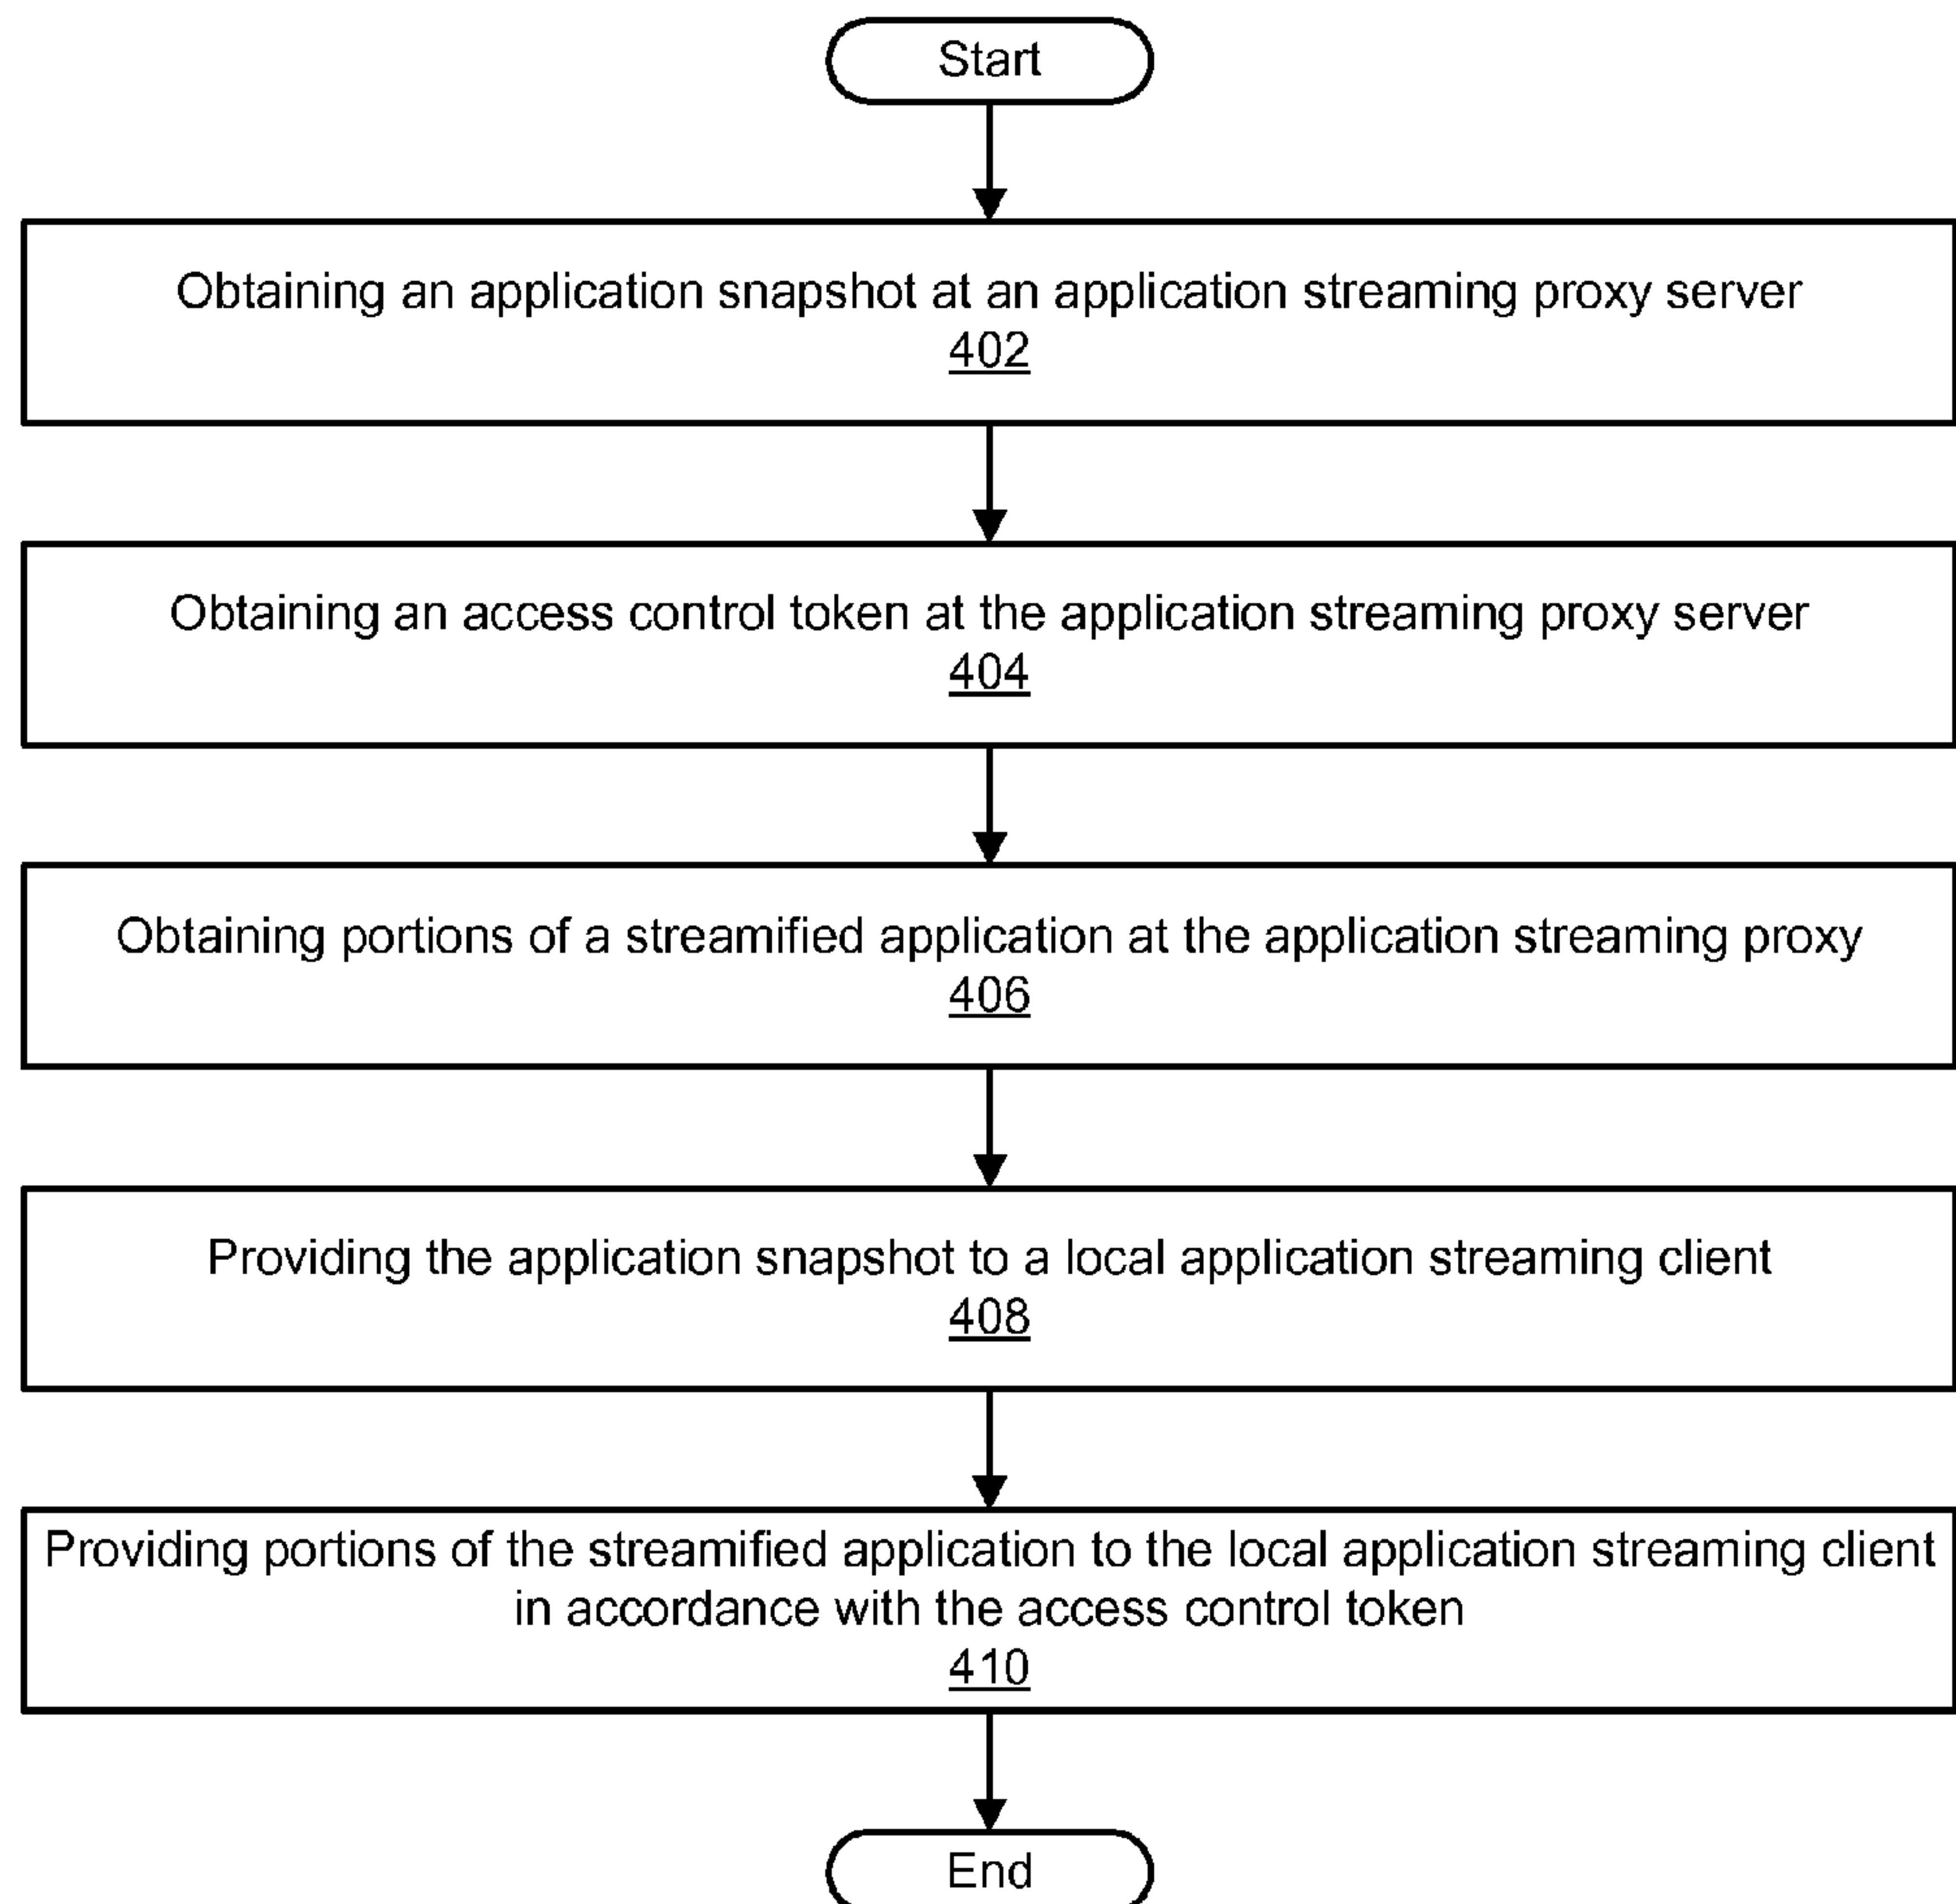 Start
Obtaining an application snapshot at an application streaming proxy server
402
Obtaining an access control token at the application streaming proxy server
404
Obtaining portions of a streamified application at the application streaming proxy
406
Providing the application snapshot to a local application streaming client
408
Providing portions of the streamified application to the local application streaming client
in accordance with the access control token
410
End